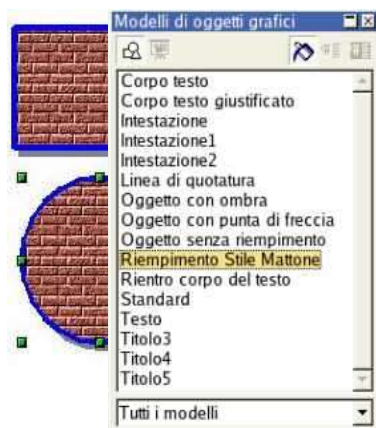 Modelli di oggetti grafici
Corpo testo
Corpo testo giustificato
Intestazione
Intestazione1
Intestazione2
Linea di quotatura
Oggetto con ombra
Oggetto con punta di freccia
Oggetto senza riempimento
Riempimento Stile Mattone
Rientro corpo del testo
Standard
Testo
Titolo3
Titolo4
Titolo5
Tutti i modelli